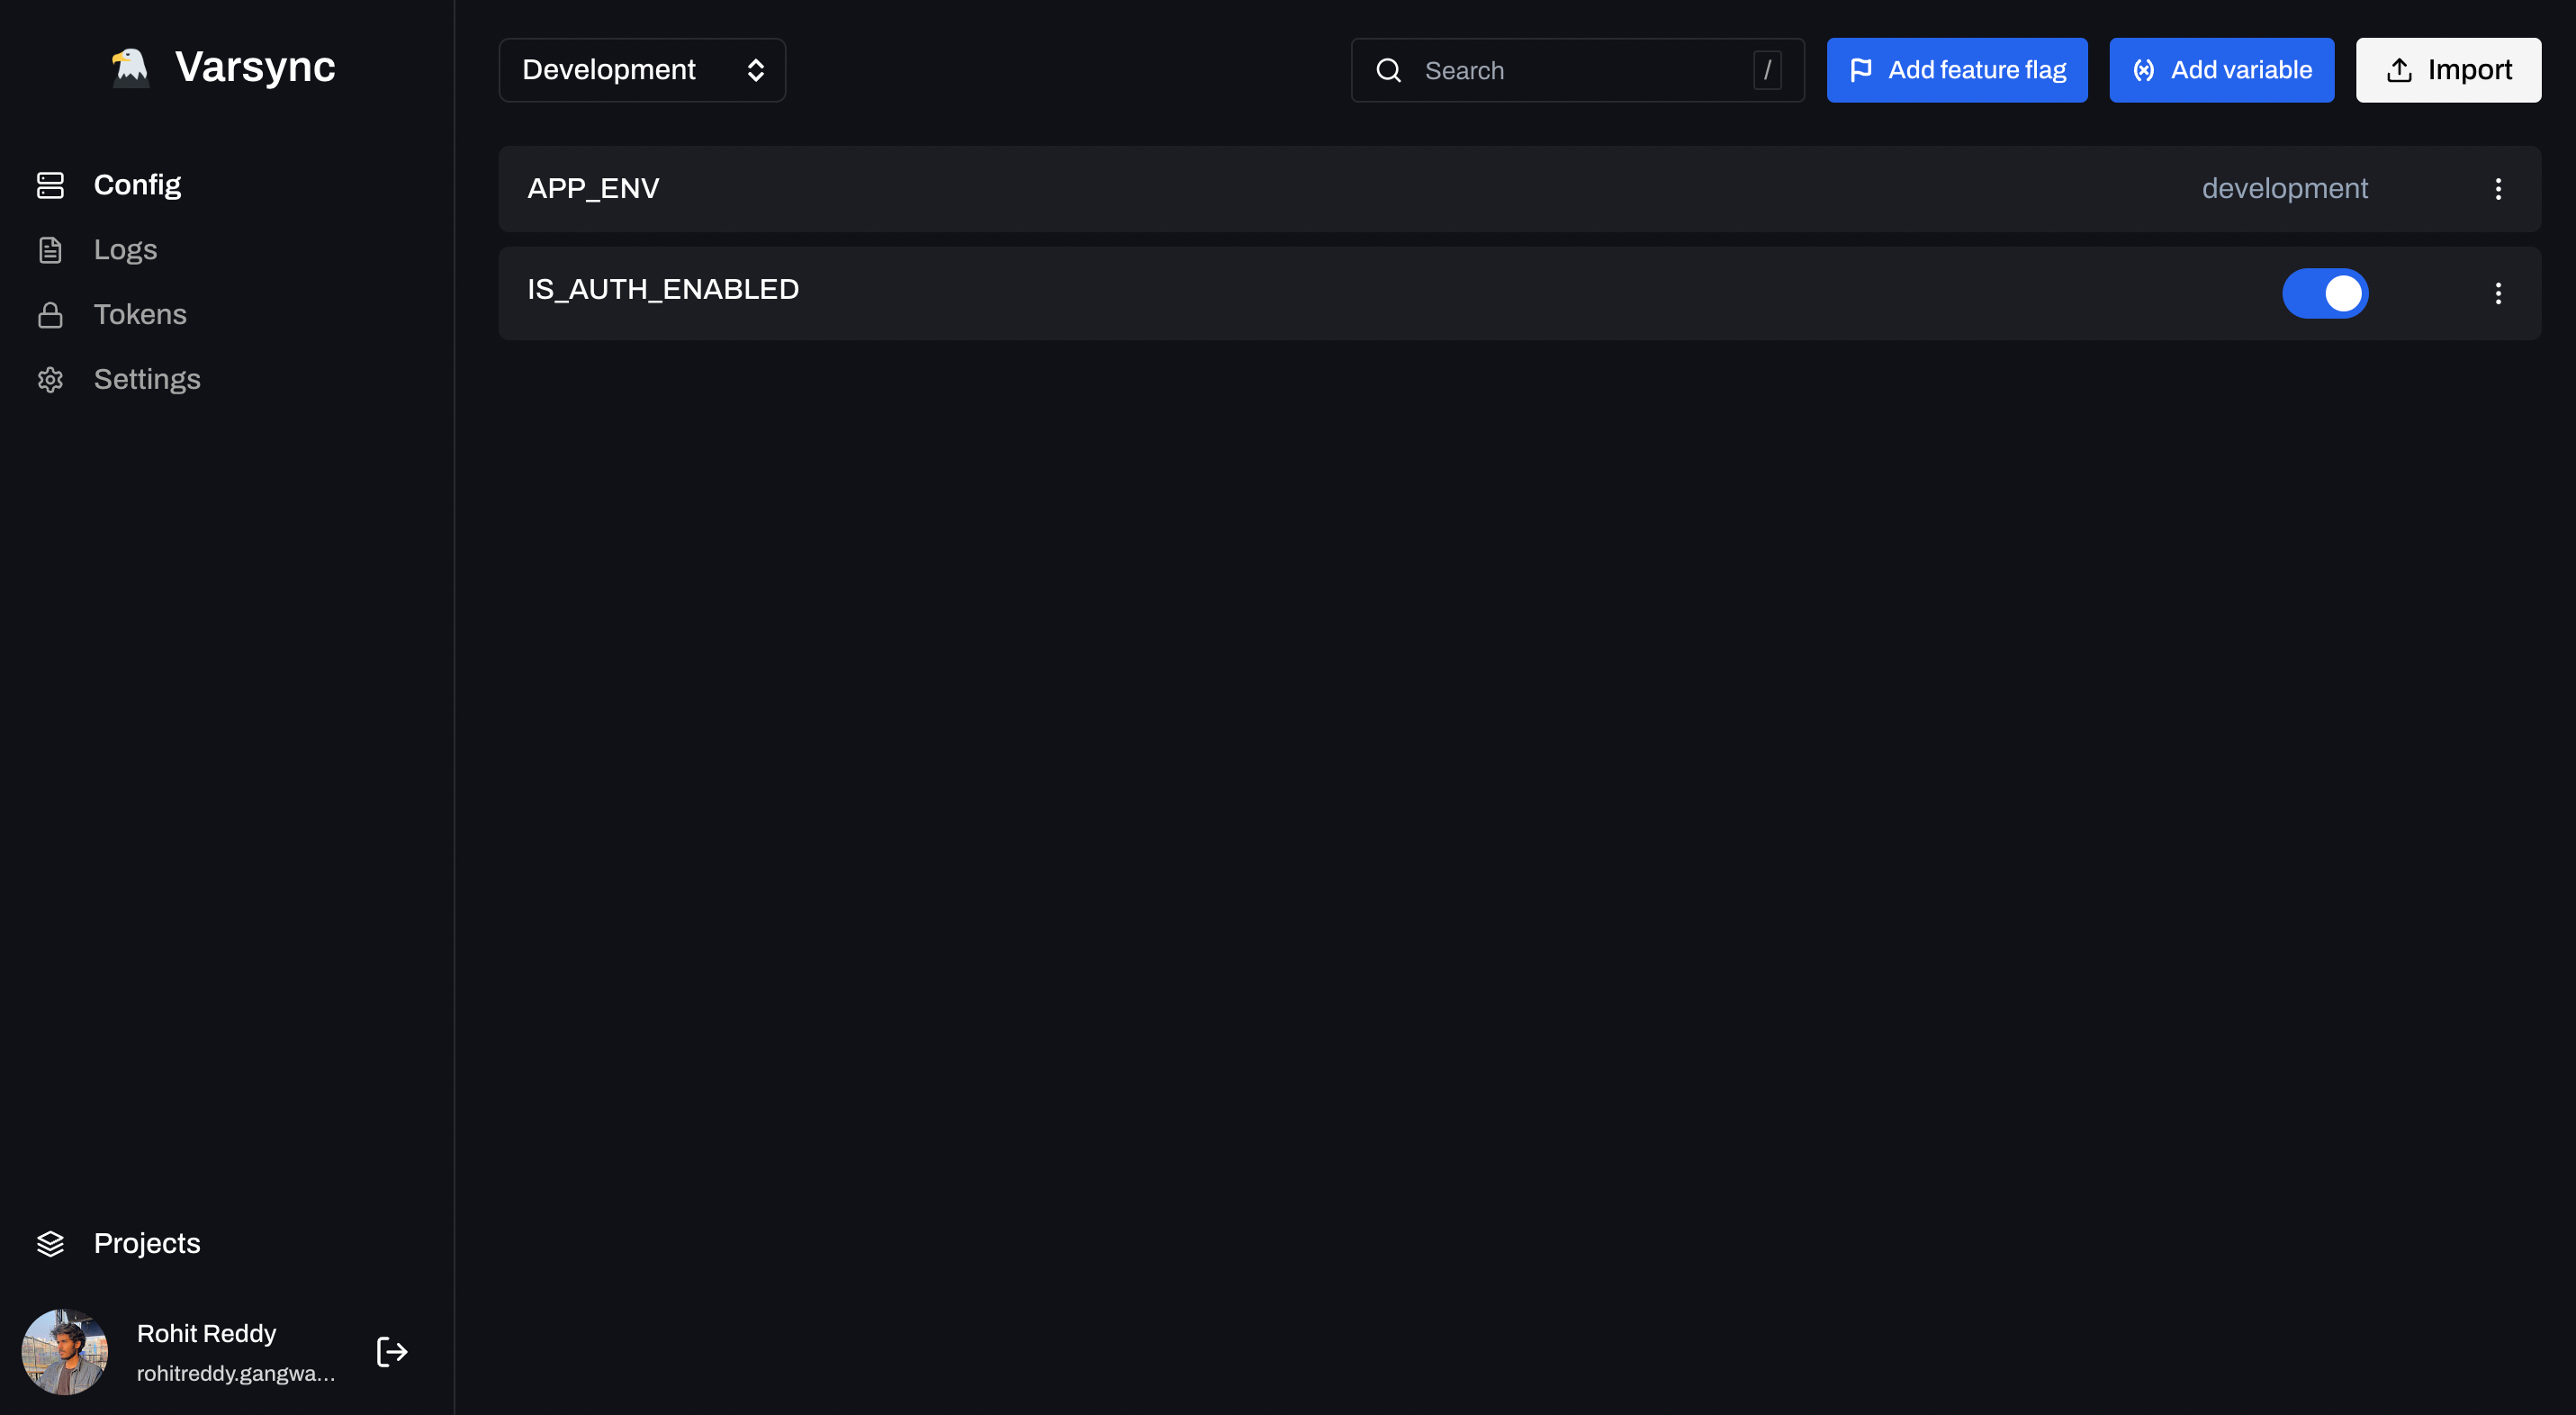 Varsync
Config
Logs
Tokens
Settings
Projects
Rohit Reddy
rohitreddy.gangwa...
Development
Search /
Add feature flag
Add variable
Import
APP_ENV development
IS_AUTH_ENABLED